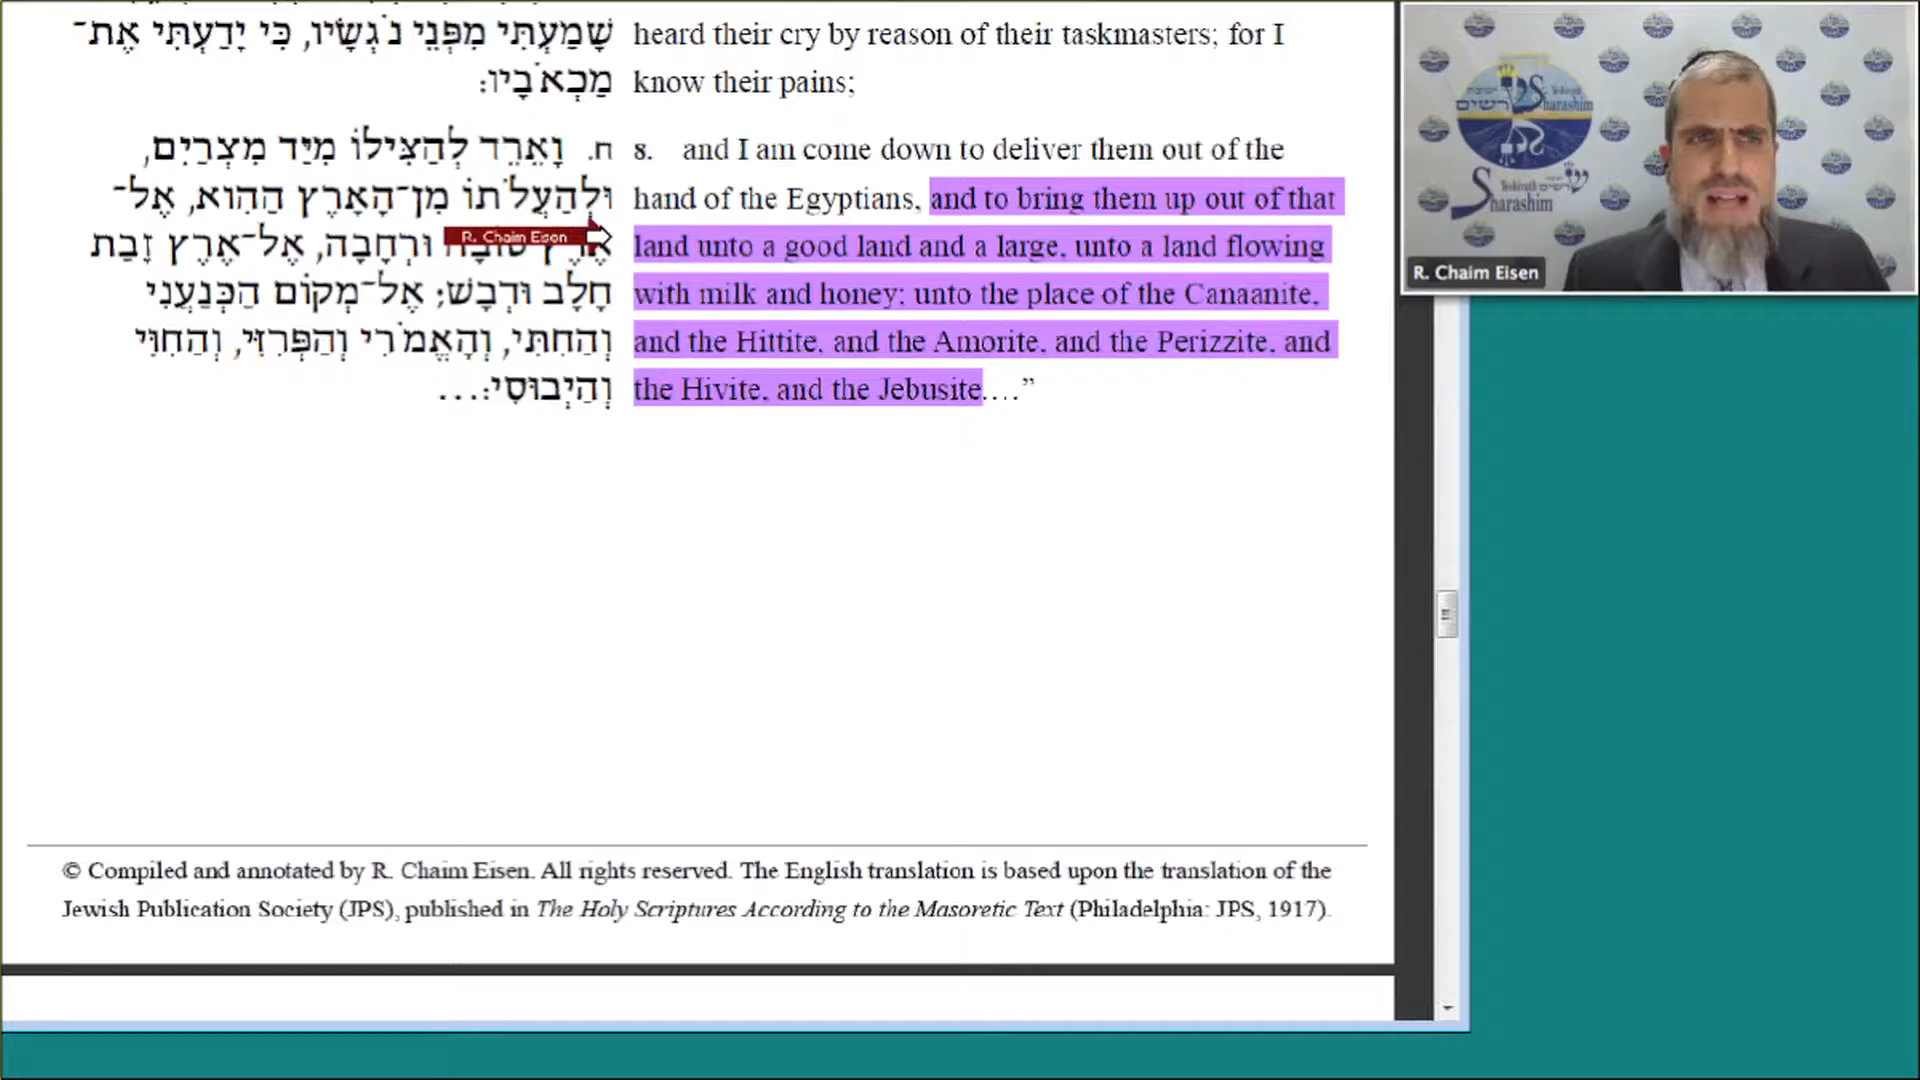 שָׁמַעְתִּי מִפְּנֵי נֹגְשָׂיו, כִּי יָדַעְתִּי אֶת־
מַכְאֹבָיו:
heard their cry by reason of their taskmasters; for I
know their pains;
ח. וָאֵרֵד לְהַצִּילוֹ מִיַּד מִצְרַיִם,
וּלְהַעֲלֹתוֹ מִן־הָאָרֶץ הַהִוא, אֶל־
אֶרֶץ וּרְחָבָה, אֶל־אֶרֶץ זָבַת
חָלָב וּדְבָשׁ; אֶל־מְקוֹם הַכְּנַעֲנִי
וְהַחִתִּי, וְהָאֱמֹרִי וְהַפְּרִזִּי, וְהַחִוִּי
וְהַיְבוּסִי:...
8. and I am come down to deliver them out of the
hand of the Egyptians, and to bring them up out of that
land unto a good land and a large, unto a land flowing
with milk and honey; unto the place of the Canaanite,
and the Hittite, and the Amorite, and the Perizzite, and
the Hivite, and the Jebusite....”
R. Chaim Eisen
© Compiled and annotated by R. Chaim Eisen. All rights reserved. The English translation is based upon the translation of the
Jewish Publication Society (JPS), published in The Holy Scriptures According to the Masoretic Text (Philadelphia: JPS, 1917).
Yeshivath
Sharashim
שרשים
Yeshivath
Sharashim
R. Chaim Eisen